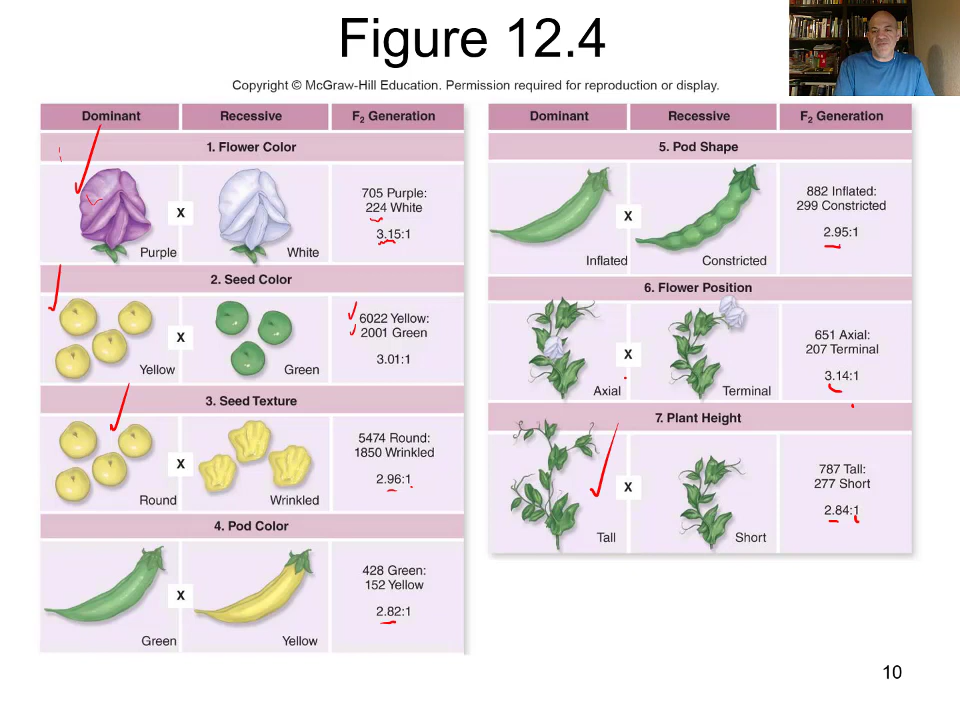 Figure 12.4
Copyright © McGraw-Hill Education. Permission required for reproduction or display.
Dominant Recessive F2 Generation
1. Flower Color
Purple X White 705 Purple:
224 White
3.15:1
2. Seed Color
Yellow X Green 6022 Yellow:
2001 Green
3.01:1
3. Seed Texture
Round X Wrinkled 5474 Round:
1850 Wrinkled
2.96:1
4. Pod Color
Green X Yellow 428 Green:
152 Yellow
2.82:1
Dominant Recessive F2 Generation
5. Pod Shape
Inflated X Constricted 882 Inflated:
299 Constricted
2.95:1
6. Flower Position
Axial X Terminal 651 Axial:
207 Terminal
3.14:1
7. Plant Height
Tall X Short 787 Tall:
277 Short
2.84:1
10